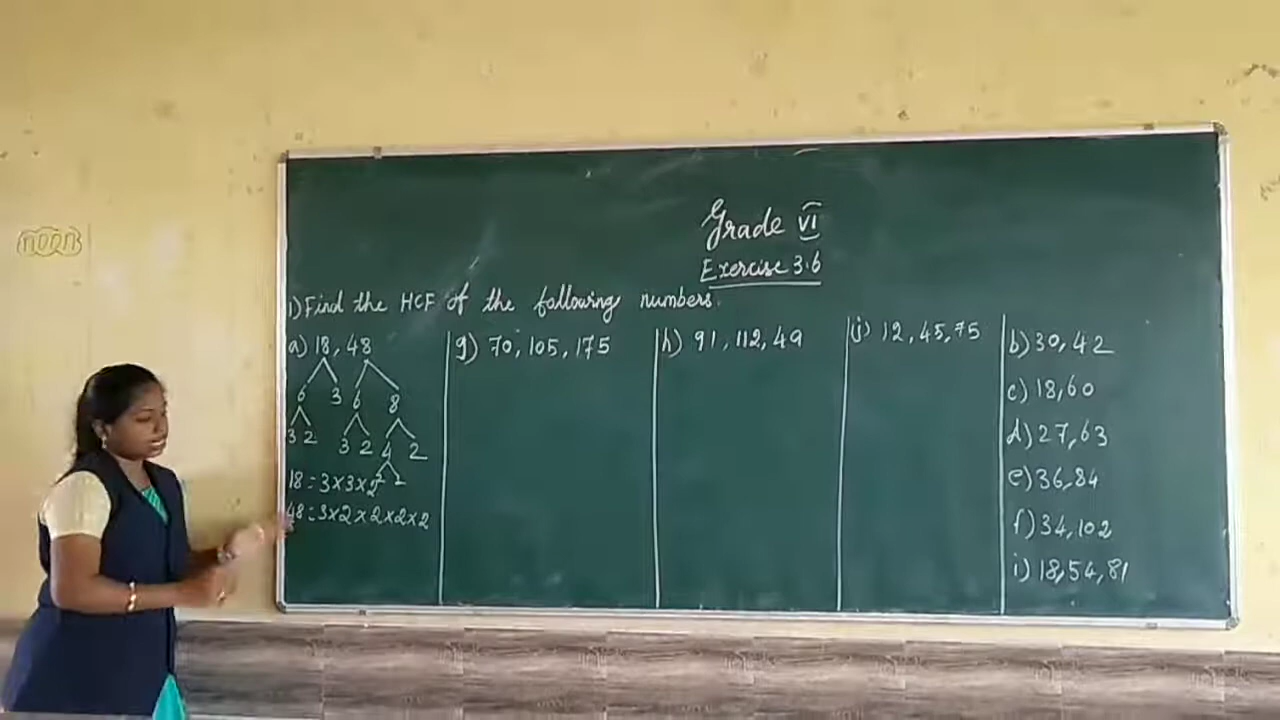 Grade VI
Exercise 3.6
1) Find the HCF of the following numbers.
a) 18, 48
6 3 6 8
3 2 3 2 4 2
2 2
18 = 3×3×2
48 = 3×2×2×2×2
g) 70, 105, 175
h) 91, 112, 49
(j) 12, 45, 75
b) 30, 42
c) 18, 60
d) 27, 63
e) 36, 84
f) 34, 102
i) 18, 54, 81